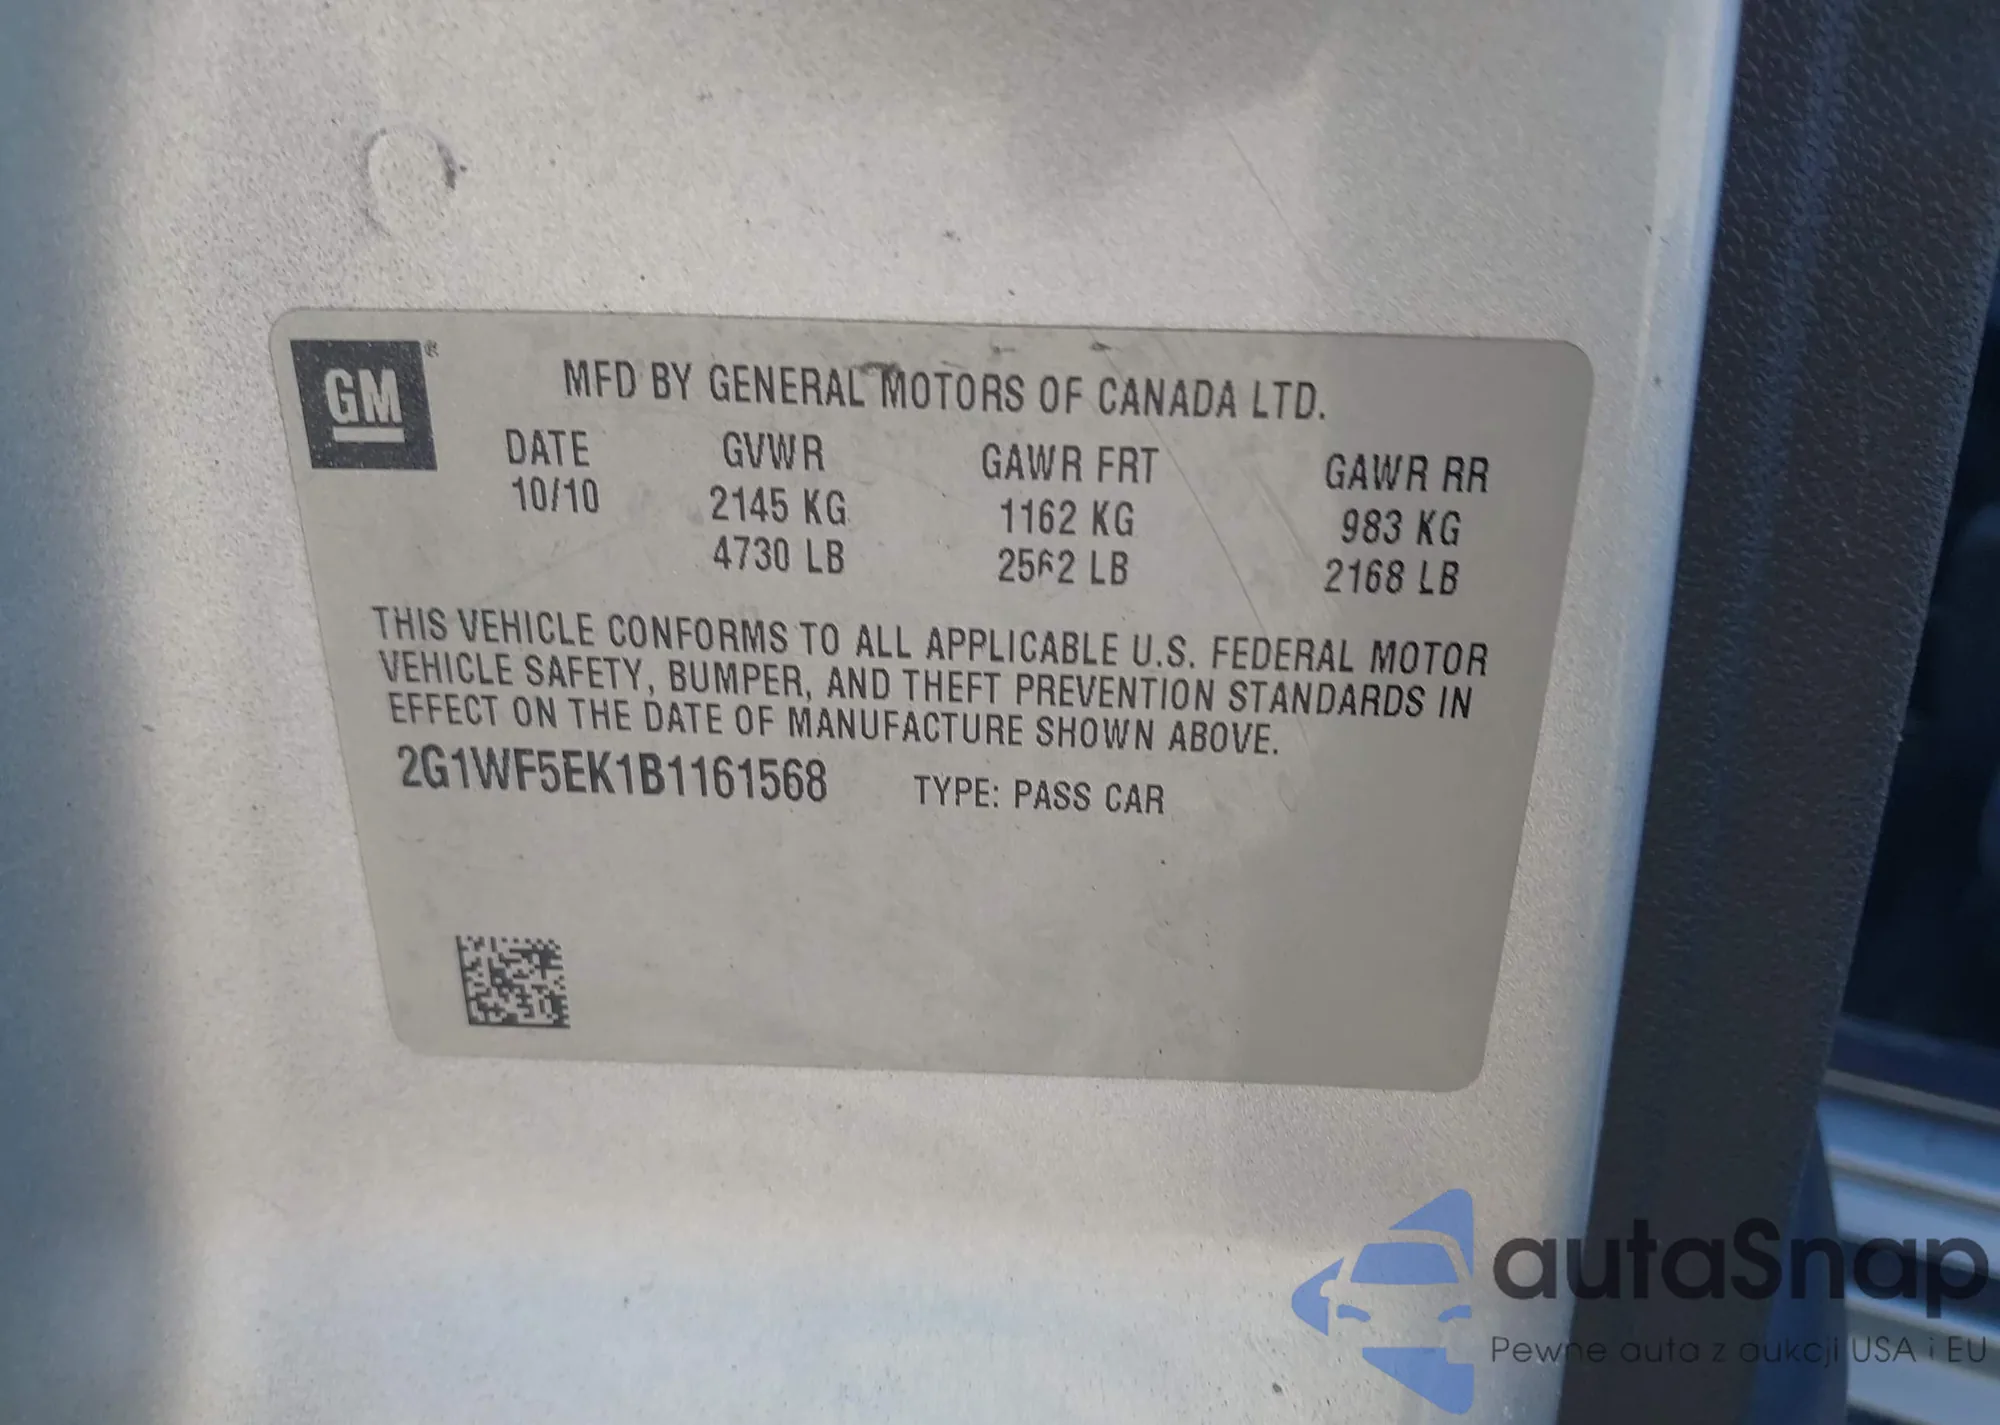 GM®
MFD BY GENERAL MOTORS OF CANADA LTD.
DATE GVWR GAWR FRT GAWR RR
10/10 2145 KG 1162 KG 983 KG
4730 LB 2562 LB 2168 LB
THIS VEHICLE CONFORMS TO ALL APPLICABLE U.S. FEDERAL MOTOR
VEHICLE SAFETY, BUMPER, AND THEFT PREVENTION STANDARDS IN
EFFECT ON THE DATE OF MANUFACTURE SHOWN ABOVE.
2G1WF5EK1B1161568 TYPE: PASS CAR
autaSnap
Pewne auta z aukcji USA i EU